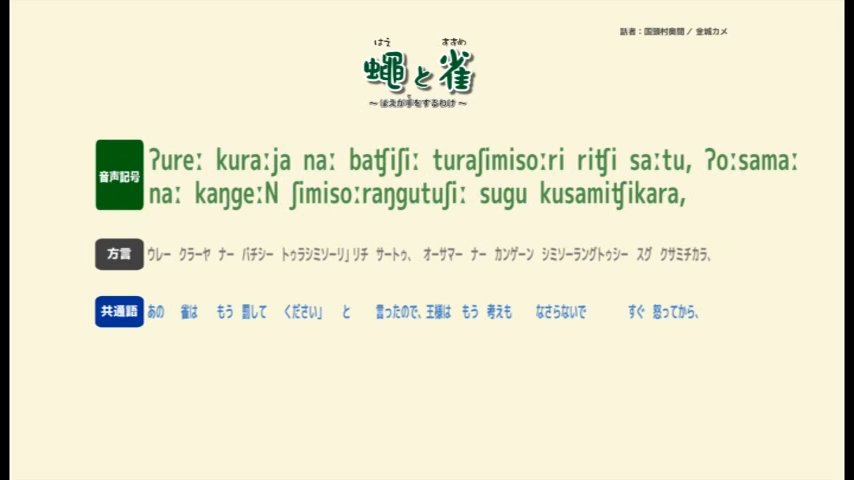 話者：国頭村奥間 / 金城カメ
はえ すずめ
蠅と雀
～はえが手をするわけ～
音声記号
ʔureː kuraːja naː baʧiʃiː turaʃimisoːri riʧi saːtu, ʔoːsamaː
naː kaŋgeːN ʃimisoːraŋgutuʃiː sugu kusamiʧikara,
方言
ウレー クラーヤ ナー バチシー トゥラシミソーリ」リチ サートゥ、 オーサマー ナー カンゲーン シミソーラングトゥシー スグ クサミチカラ、
共通語
あの 雀は もう 罰して ください」 と 言ったので、王様は もう 考えも なさらないで すぐ 怒ってから、